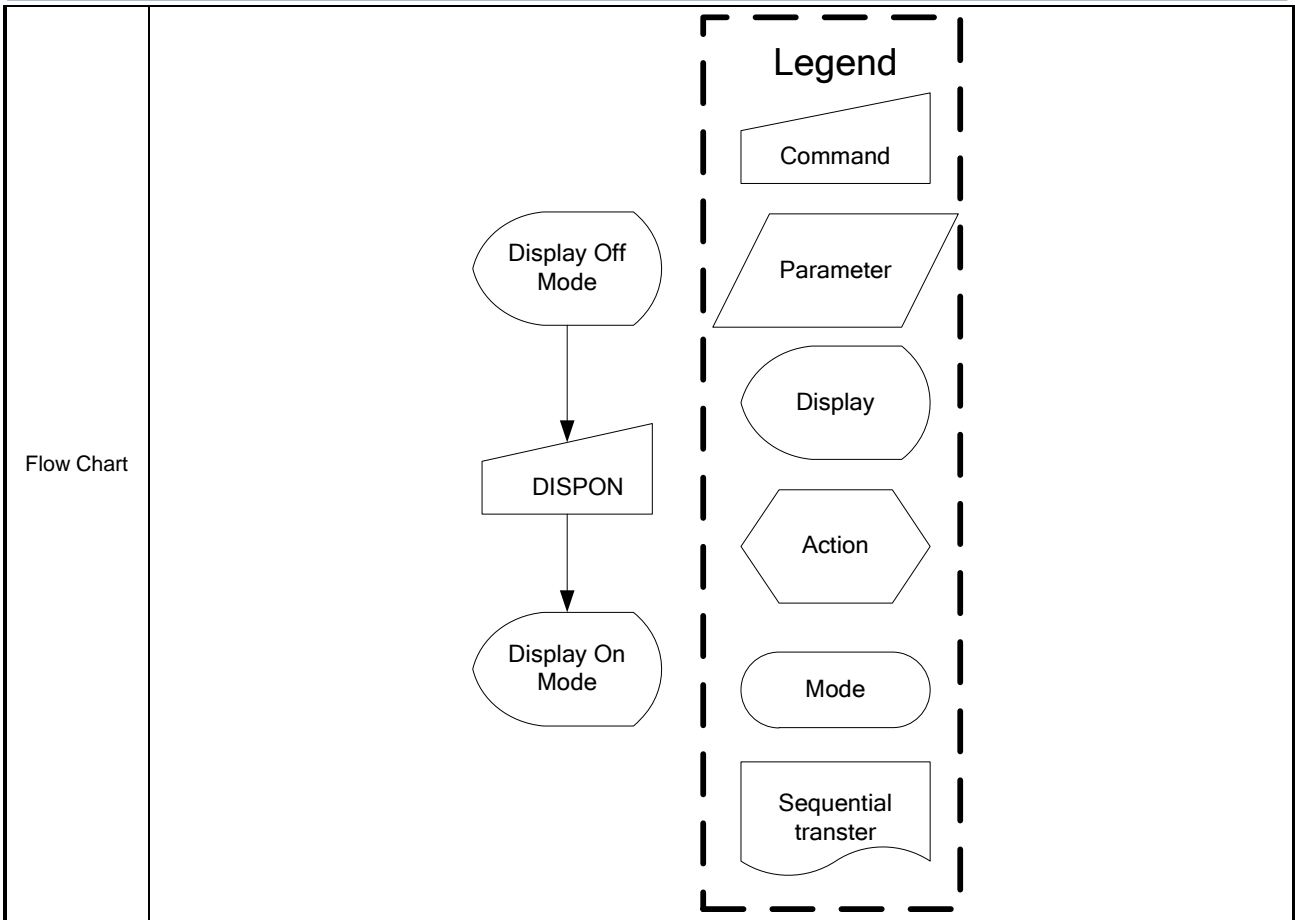 Flow Chart
Display Off
Mode
DISPON
Display On
Mode
Legend
Command
Parameter
Display
Action
Mode
Sequential
transter